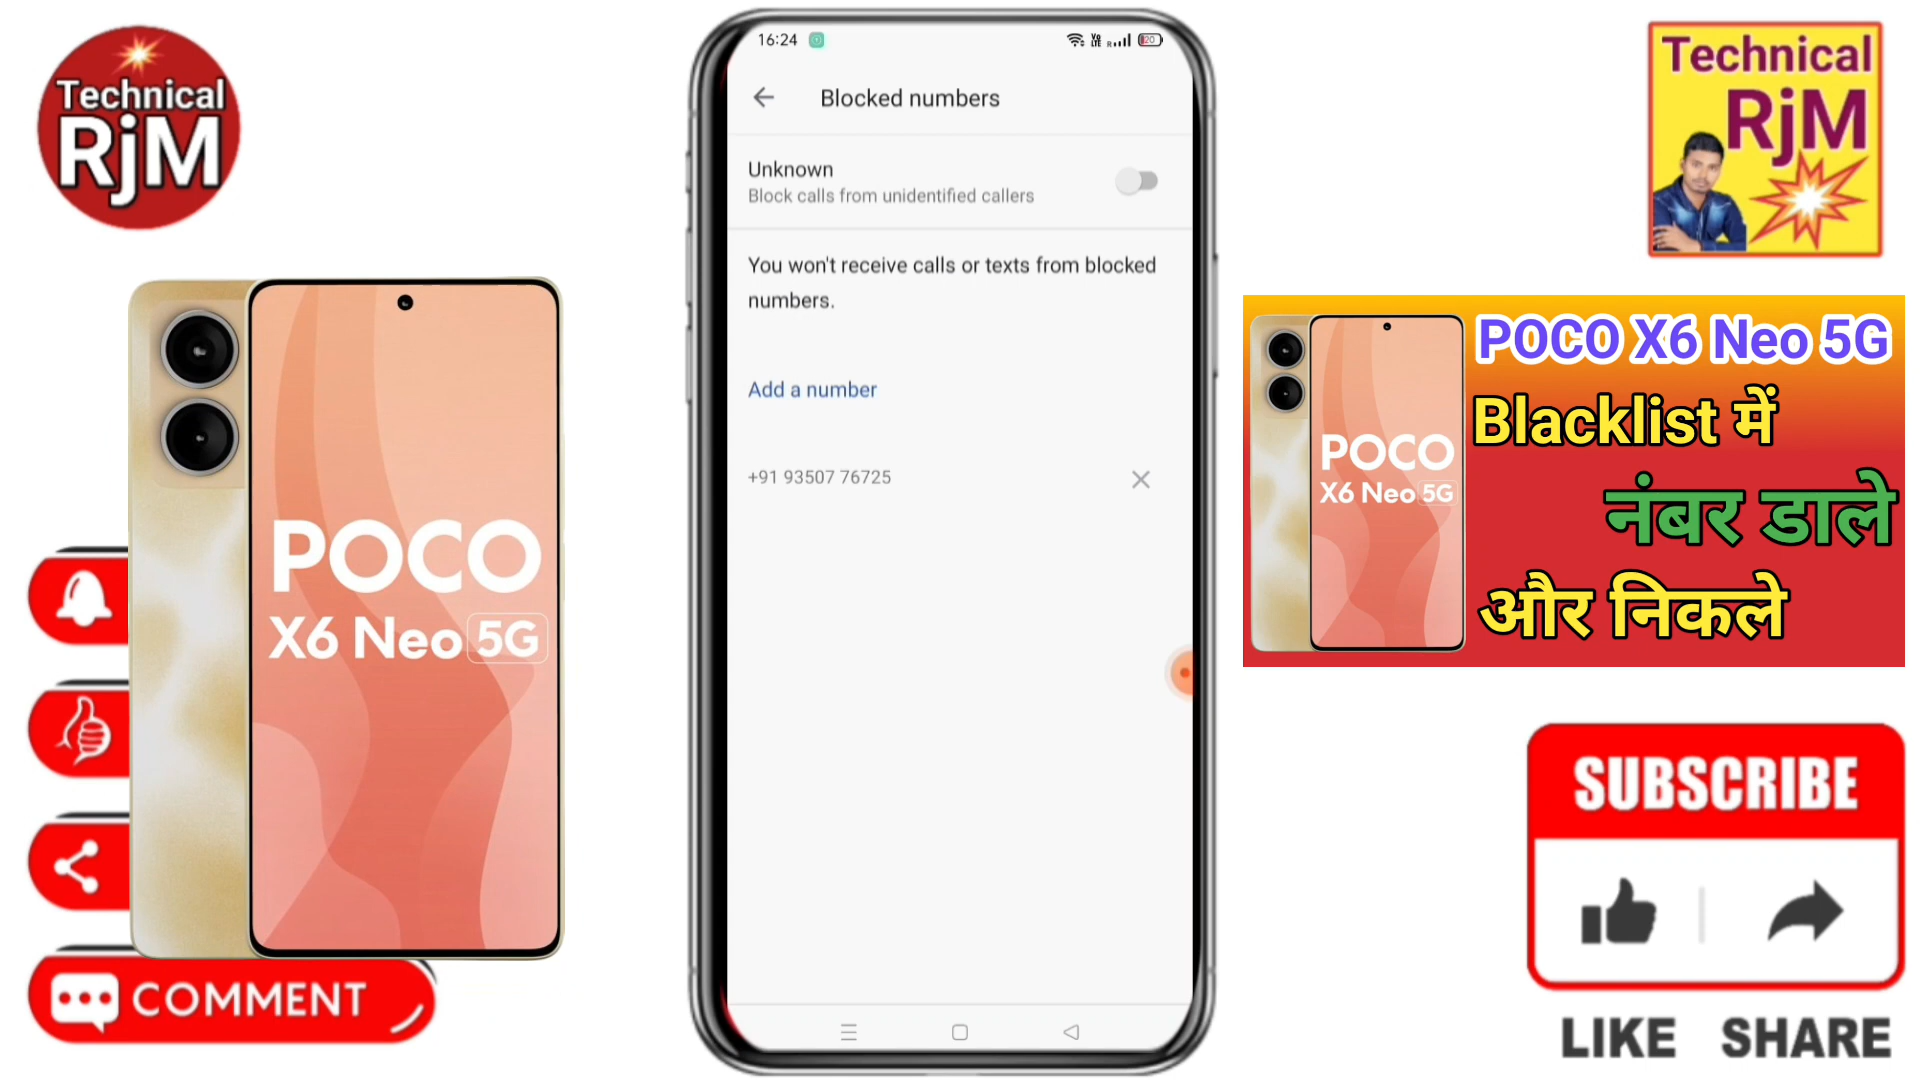 Technical
RjM
COMMENT
POCO
X6 Neo 5G
16:24
20
Blocked numbers
Unknown
Block calls from unidentified callers
You won't receive calls or texts from blocked
numbers.
Add a number
+91 93507 76725
Technical
RjM
POCO X6 Neo 5G
Blacklist में
नंबर डाले
और निकले
POCO
X6 Neo 5G
SUBSCRIBE
LIKE SHARE